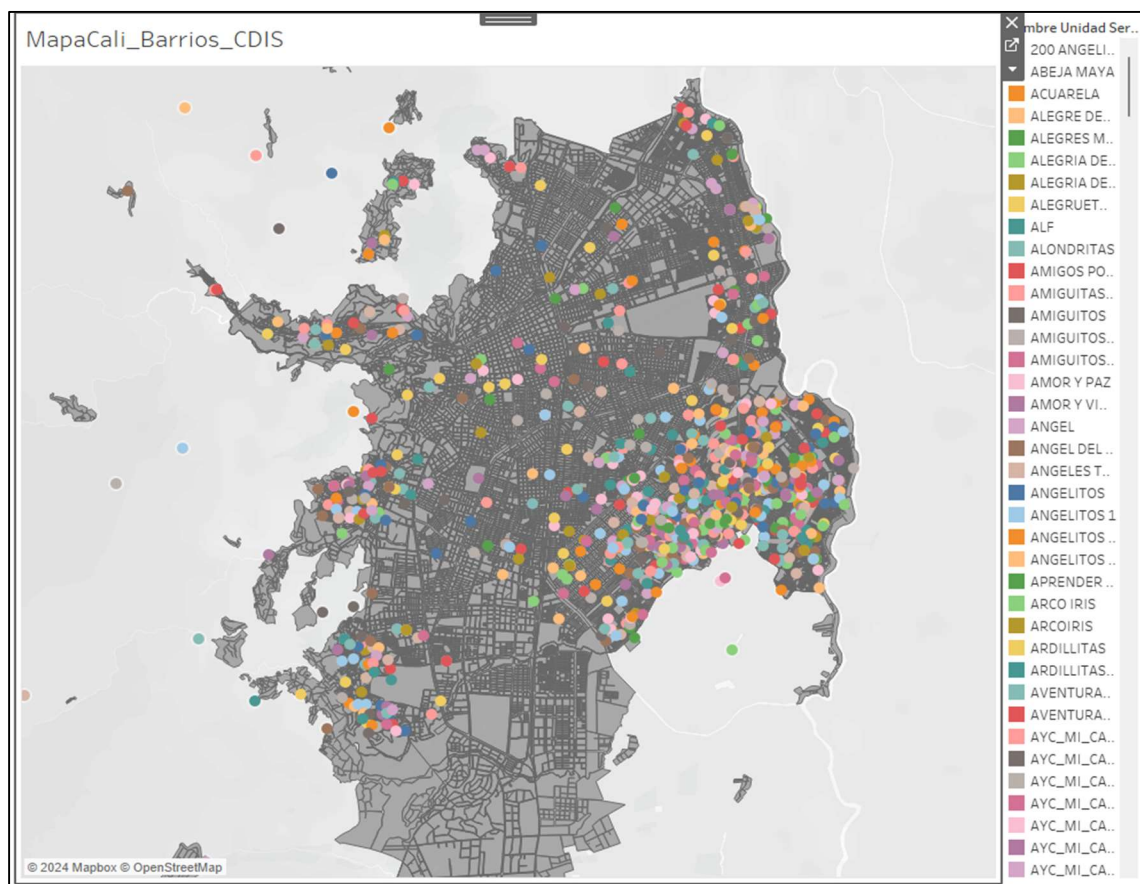 MapaCali_Barrios_CDIS
mbre Unidad Ser..
200 ANGELI..
ABEJA MAYA
ACUARELA
ALEGRE DE..
ALEGRES M..
ALEGRIA DE..
ALEGRIA DE..
ALEGRUET..
ALF
ALONDRITAS
AMIGOS PO..
AMIGUITAS..
AMIGUITOS
AMIGUITOS..
AMIGUITOS..
AMOR Y PAZ
AMOR Y VI..
ANGEL
ANGEL DEL ..
ANGELES T..
ANGELITOS
ANGELITOS 1
ANGELITOS ..
ANGELITOS ..
APRENDER ..
ARCO IRIS
ARCOIRIS
ARDILLITAS
ARDILLITAS..
AVENTURA..
AVENTURA..
AYC_MI_CA..
AYC_MI_CA..
AYC_MI_CA..
AYC_MI_CA..
AYC_MI_CA..
AYC_MI_CA..
AYC_MI_CA..
© 2024 Mapbox © OpenStreetMap